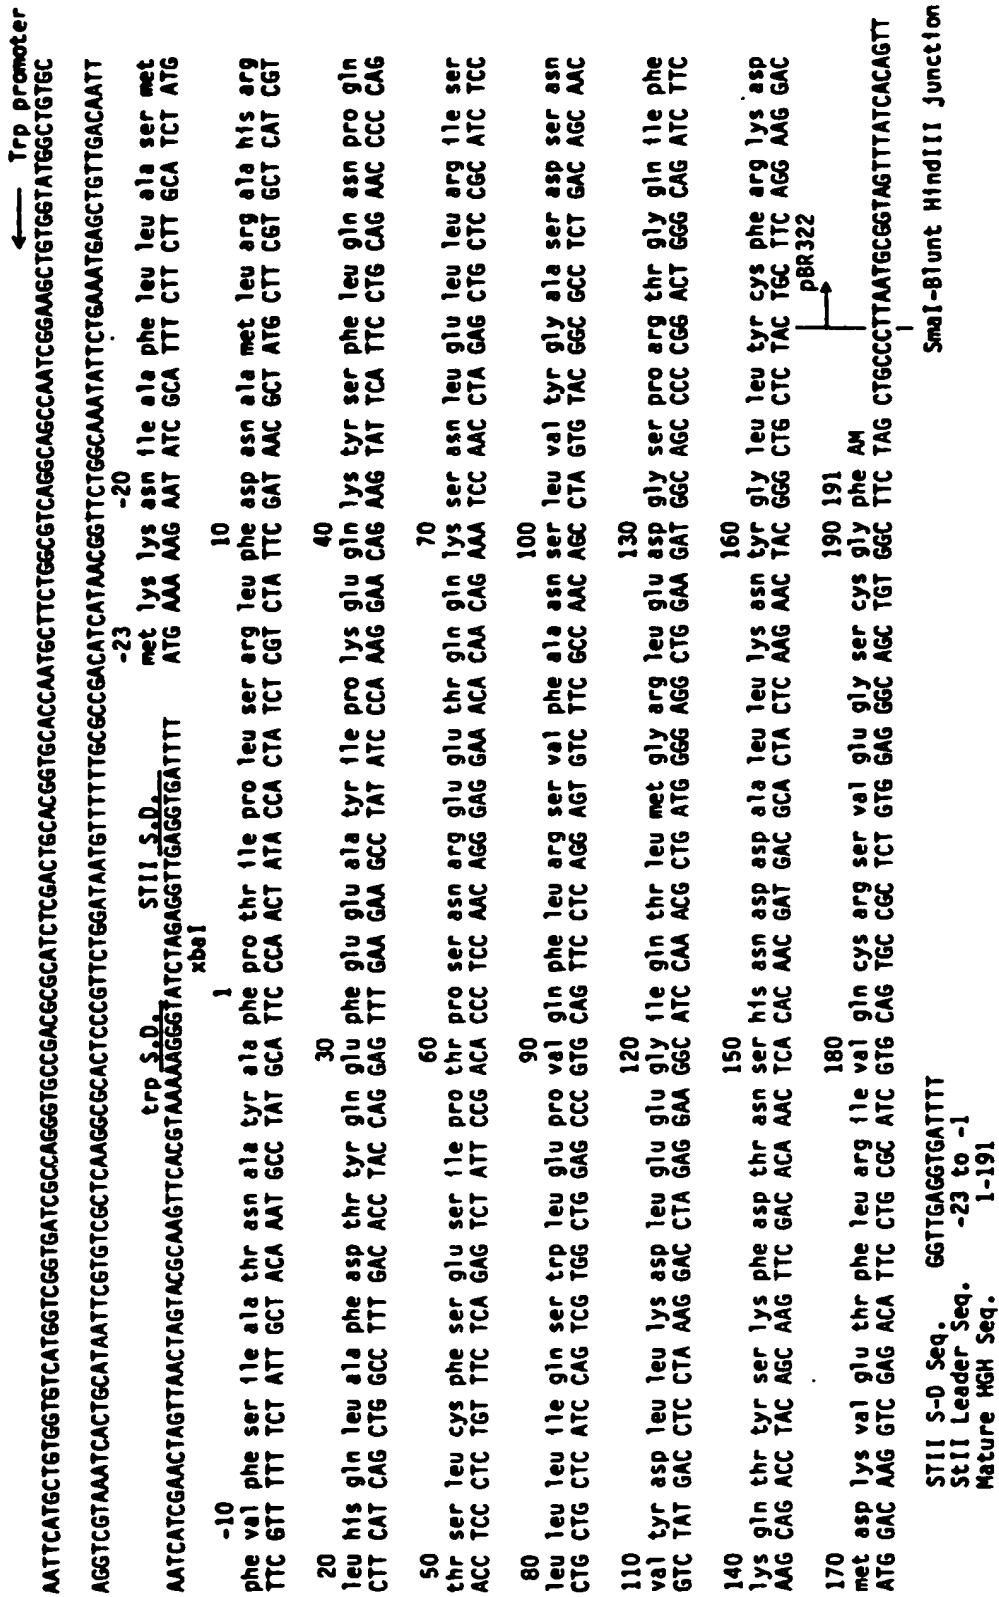 ← Trp promoter
AATTCATGCTGTGGTGTCATGGTCGGTGATCGCCAGGGTGCCGACGCGCATCTCGACTGCACGGTGCACCAATGCTTCTGGCGTCAGGCAGCCAATCGGAAGCTGTGGTATGGCTGTGC
AGGTCGTAAATCACTGCATAATTCGTGTCGCTCAAGGCGCACTCCCGTTCTGGATAATGTTTTTTGCGCCGACATCATAACGGTTCTGGCAAATATTCTGAAATGAGCTGTTGACAATT
trp S.D. STII S.D. -23 -20
met lys lys asn ile ala phe leu leu ala ser met
AATCATCGAACTAGTTAACTAGTACGCAAGTTCACGTAAAAAGGGTATCTAGAGGTTGAGGTGATTTT ATG AAA AAG AAT ATC GCA TTT CTT CTT GCA TCT ATG
xbaI
-10 1 10
phe val phe ser ile ala thr asn ala tyr ala phe pro thr ile pro leu ser arg leu phe asp asn ala met leu arg ala his arg
TTC GTT TTT TCT ATT GCT ACA AAT GCC TAT GCA TTC CCA ACT ATA CCA CTA TCT CGT CTA TTC GAT AAC GCT ATG CTT CGT GCT CAT CGT
20 30 40
leu his gln leu ala phe asp thr tyr gln glu phe glu glu ala tyr ile pro lys glu gln lys tyr ser phe leu gln asn pro gln
CTT CAT CAG CTG GCC TTT GAC ACC TAC CAG GAG TTT GAA GAA GCC TAT ATC CCA AAG GAA CAG AAG TAT TCA TTC CTG CAG AAC CCC CAG
50 60 70
thr ser leu cys phe ser glu ser ile pro thr pro ser asn arg glu glu thr gln gln lys ser asn leu glu leu leu arg ile ser
ACC TCC CTC TGT TTC TCA GAG TCT ATT CCG ACA CCC TCC AAC AGG GAG GAA ACA CAA CAG AAA TCC AAC CTA GAG CTG CTC CGC ATC TCC
80 90 100
leu leu leu ile gln ser trp leu glu pro val gln phe leu arg ser val phe ala asn ser leu val tyr gly ala ser asp ser asn
CTG CTG CTC ATC CAG TCG TGG CTG GAG CCC GTG CAG TTC CTC AGG AGT GTC TTC GCC AAC AGC CTA GTG TAC GGC GCC TCT GAC AGC AAC
110 120 130
val tyr asp leu leu lys asp leu glu glu gly ile gln thr leu met gly arg leu glu asp gly ser pro arg thr gly gln ile phe
GTC TAT GAC CTC CTA AAG GAC CTA GAG GAA GGC ATC CAA ACG CTG ATG GGG AGG CTG GAA GAT GGC AGC CCC CGG ACT GGG CAG ATC TTC
140 150 160
lys gln thr tyr ser lys phe asp thr asn ser his asn asp asp ala leu leu lys asn tyr gly leu leu tyr cys phe arg lys asp
AAG CAG ACC TAC AGC AAG TTC GAC ACA AAC TCA CAC AAC GAT GAC GCA CTA CTC AAG AAC TAC GGG CTG CTC TAC TGC TTC AGG AAG GAC
pBR322
170 180 190 191
met asp lys val glu thr phe leu arg ile val gln cys arg ser val glu gly ser cys gly phe AM
ATG GAC AAG GTC GAG ACA TTC CTG CGC ATC GTG CAG TGC CGC TCT GTG GAG GGC AGC TGT GGC TTC TAG CTGCCCTTAATGCGGTAGTTTATCACAGTT
SmaI-Blunt HindIII junction
STII S-D Seq. GGTTGAGGTGATTTT
StII Leader Seq. -23 to -1
Mature HGH Seq. 1-191